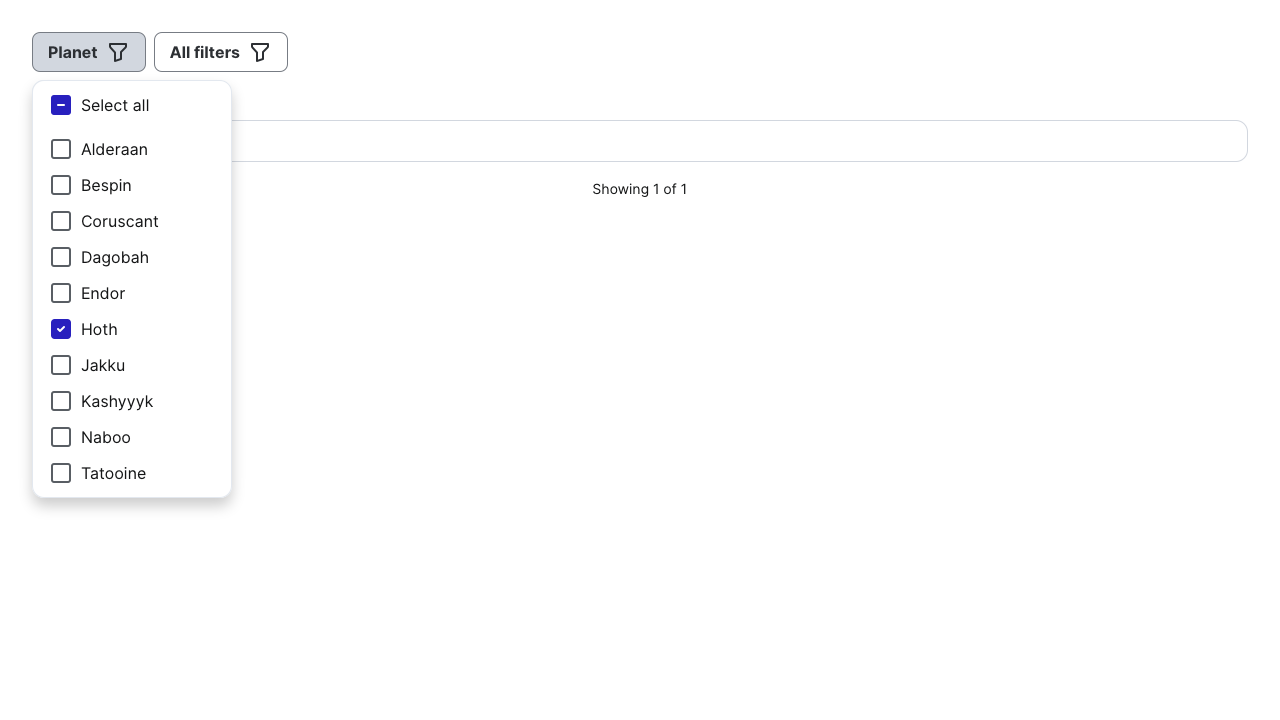 Planet
All filters
Select all
Alderaan
Bespin
Showing 1 of 1
Coruscant
Dagobah
Endor
Hoth
Jakku
Kashyyyk
Naboo
Tatooine